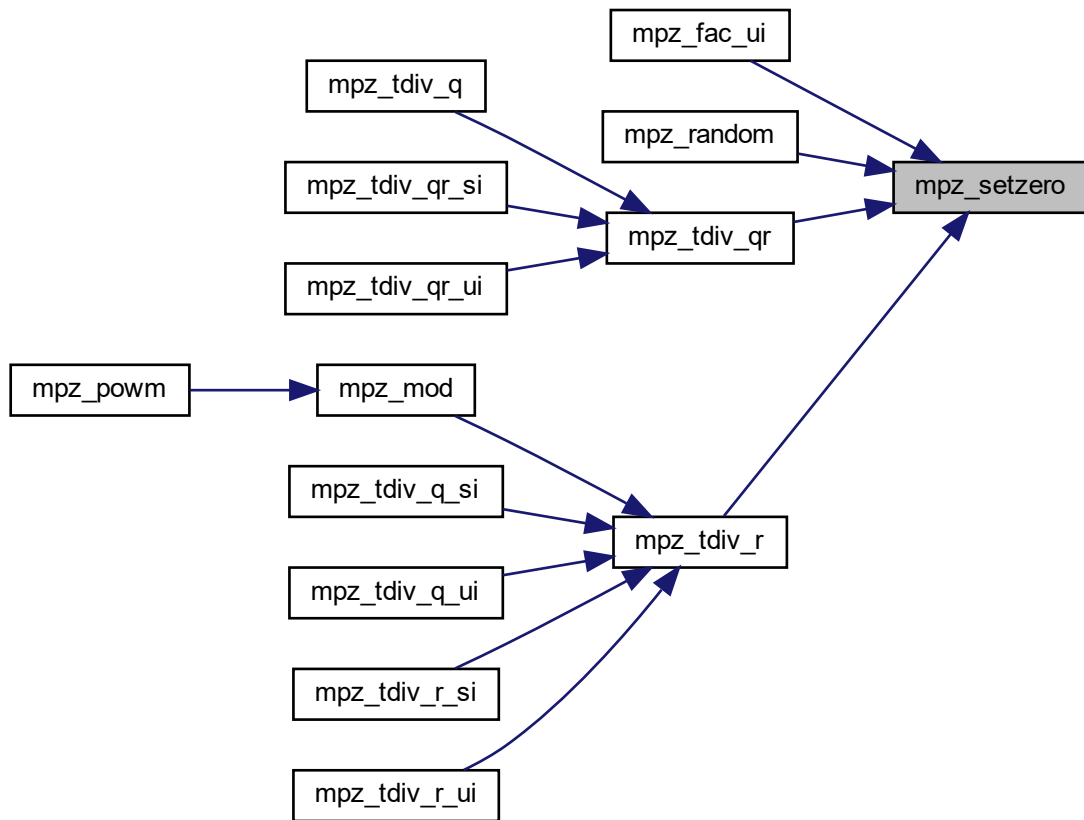 mpz_fac_ui
mpz_tdiv_q
mpz_random
mpz_tdiv_qr_si
mpz_setzero
mpz_tdiv_qr
mpz_tdiv_qr_ui
mpz_powm
mpz_mod
mpz_tdiv_q_si
mpz_tdiv_r
mpz_tdiv_q_ui
mpz_tdiv_r_si
mpz_tdiv_r_ui